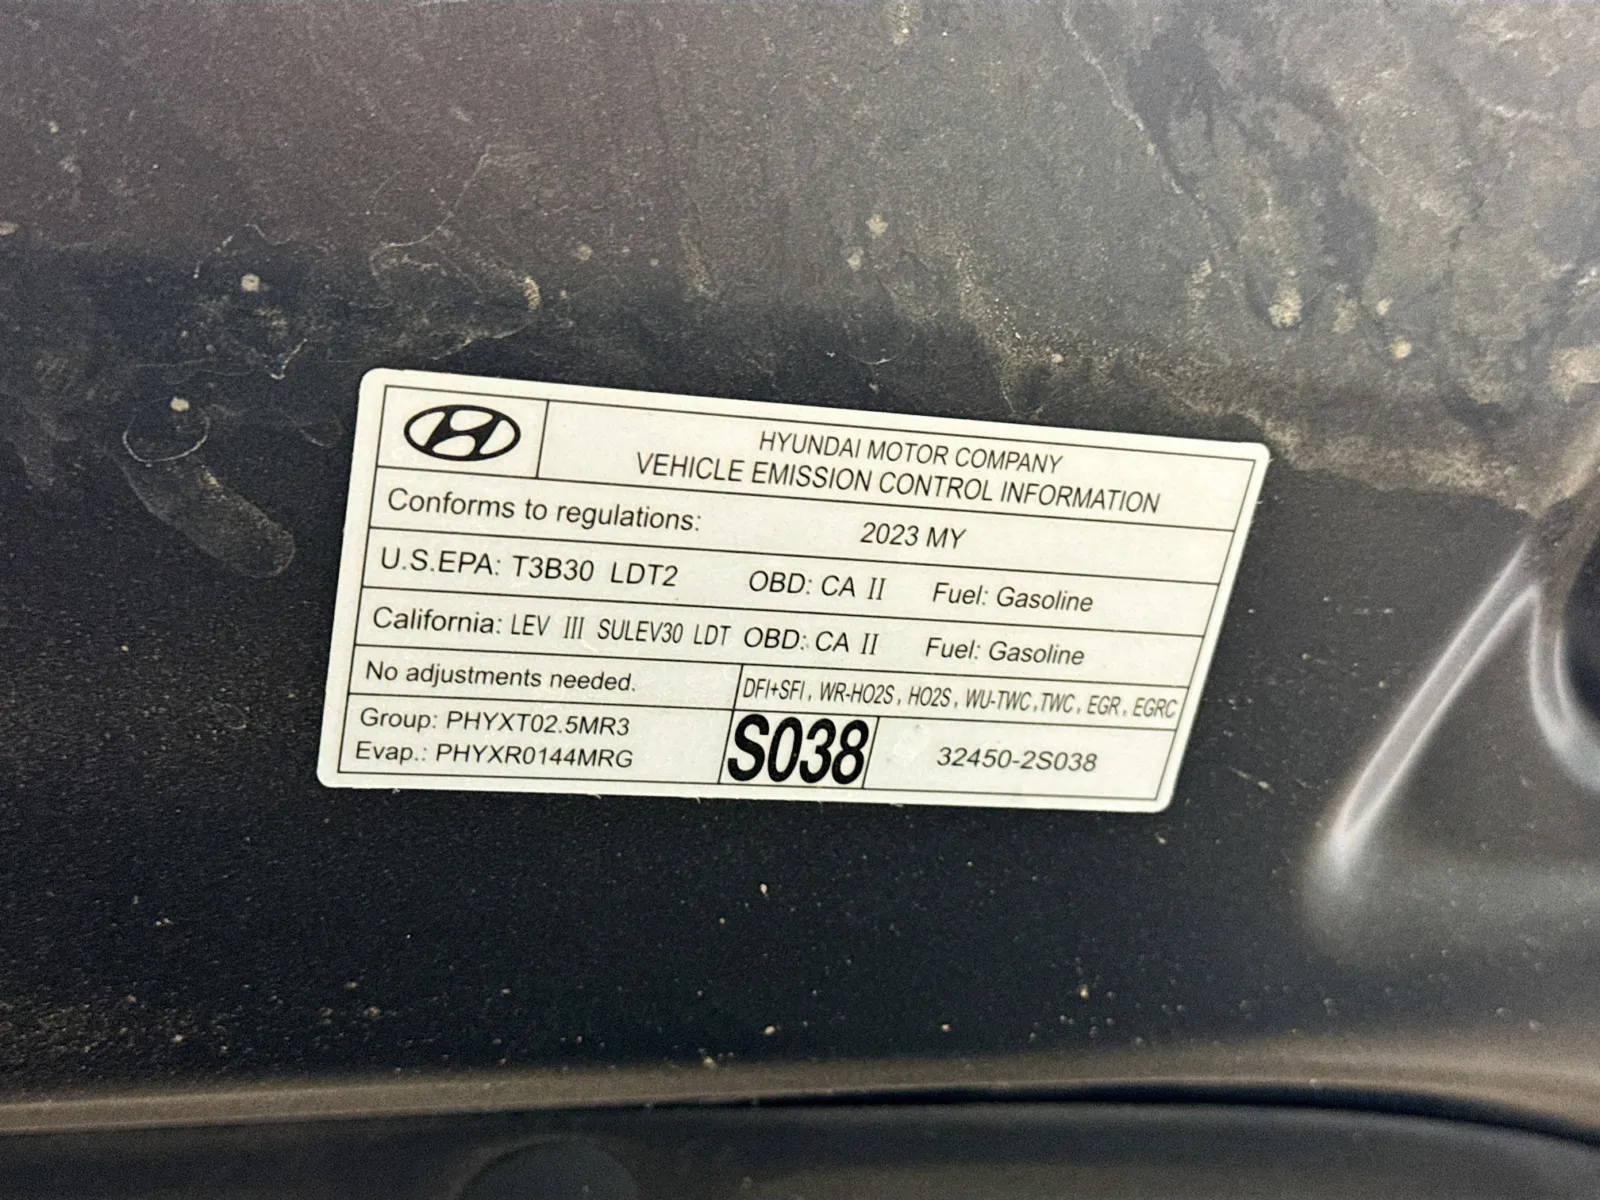 HYUNDAI MOTOR COMPANY
VEHICLE EMISSION CONTROL INFORMATION
Conforms to regulations: 2023 MY
U.S.EPA: T3B30 LDT2 OBD: CA II Fuel: Gasoline
California: LEV III SULEV30 LDT OBD: CA II Fuel: Gasoline
No adjustments needed. DFI+SFI, WR-HO2S, HO2S, WU-TWC,TWC, EGR, EGRC
Group: PHYXT02.5MR3
Evap.: PHYXR0144MRG
S038 32450-2S038